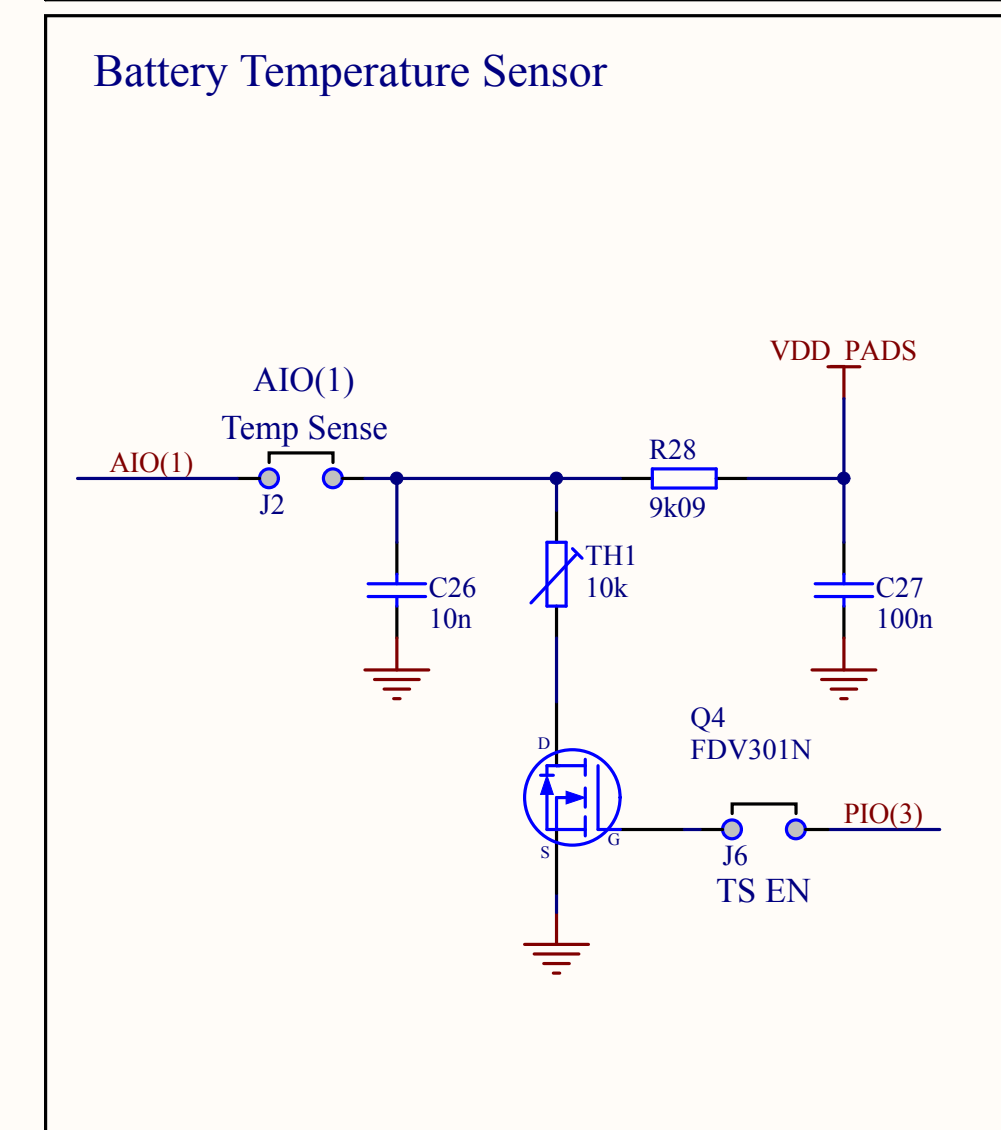 Battery Temperature Sensor
VDD_PADS
AIO(1)
Temp Sense
AIO(1)
J2
R28
9k09
TH1
10k
C26
10n
C27
100n
Q4
FDV301N
D
S
G
PIO(3)
J6
TS EN